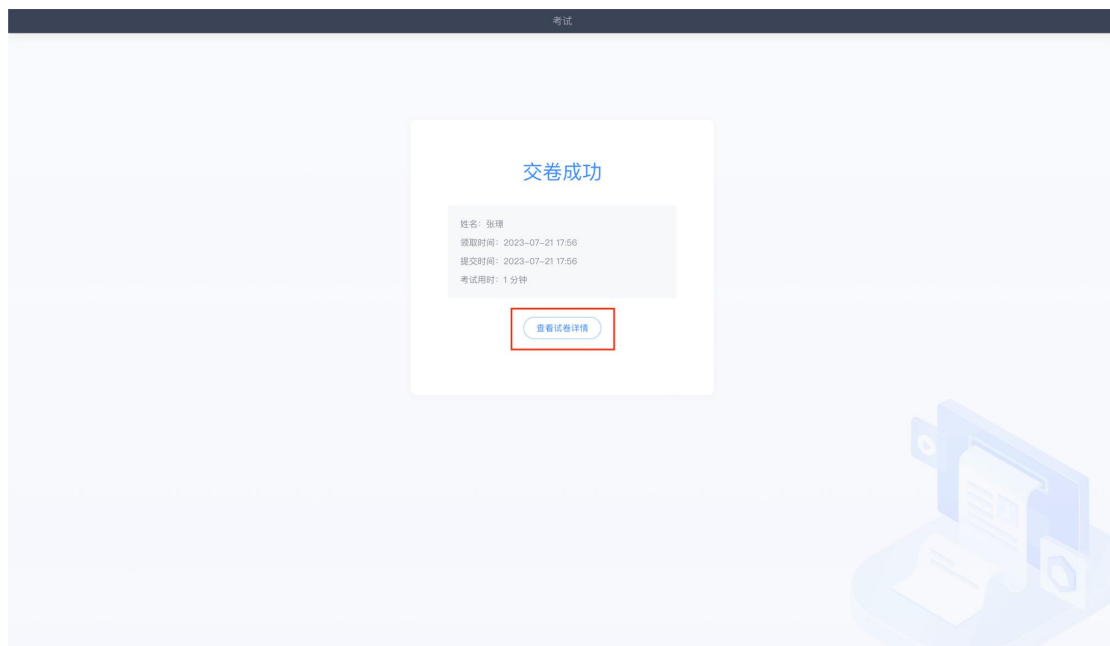 考试
交卷成功
姓名：张璟
领取时间：2023-07-21 17:56
提交时间：2023-07-21 17:56
考试用时：1 分钟
查看试卷详情